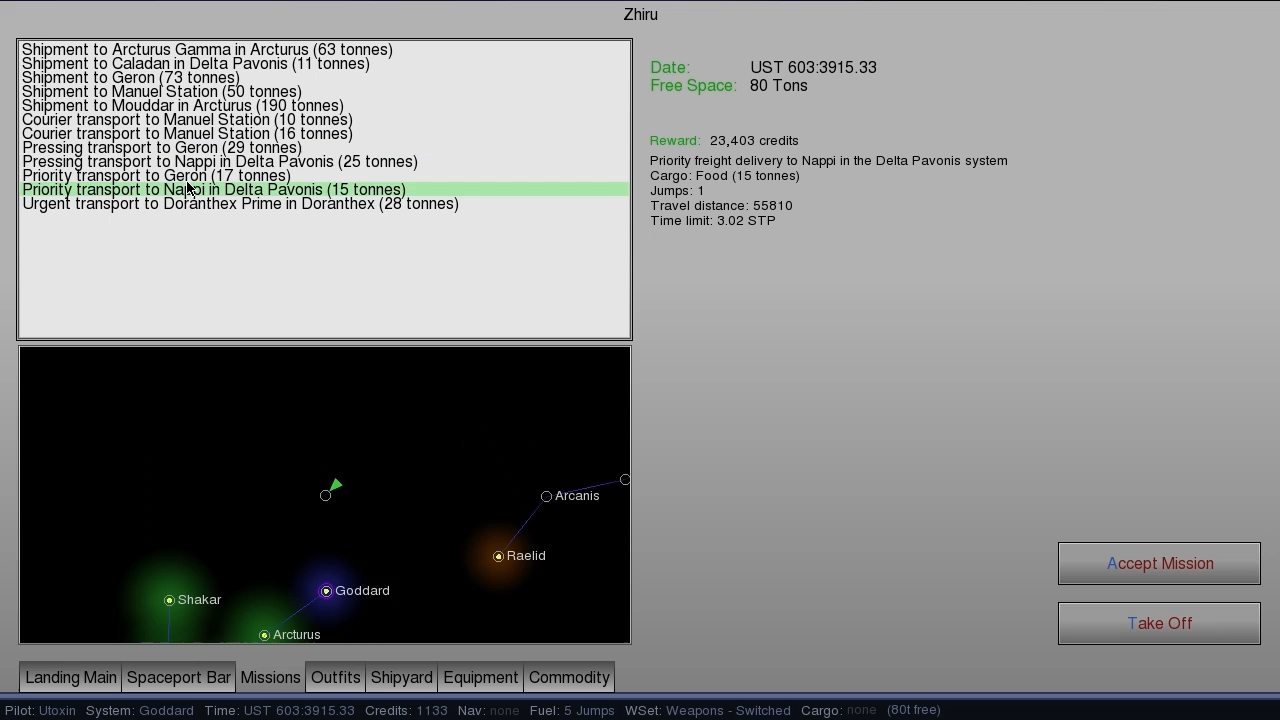 Zhiru
Shipment to Arcturus Gamma in Arcturus (63 tonnes)
Shipment to Caladan in Delta Pavonis (11 tonnes)
Shipment to Geron (73 tonnes)
Shipment to Manuel Station (50 tonnes)
Shipment to Mouddar in Arcturus (190 tonnes)
Courier transport to Manuel Station (10 tonnes)
Courier transport to Manuel Station (16 tonnes)
Pressing transport to Geron (29 tonnes)
Pressing transport to Nappi in Delta Pavonis (25 tonnes)
Priority transport to Geron (17 tonnes)
Priority transport to Nappi in Delta Pavonis (15 tonnes)
Urgent transport to Doranthex Prime in Doranthex (28 tonnes)
Date: UST 603:3915.33
Free Space: 80 Tons
Reward: 23,403 credits
Priority freight delivery to Nappi in the Delta Pavonis system
Cargo: Food (15 tonnes)
Jumps: 1
Travel distance: 55810
Time limit: 3.02 STP
Arcanis
Raelid
Goddard
Shakar
Arcturus
Accept Mission
Take Off
Landing Main Spaceport Bar Missions Outfits Shipyard Equipment Commodity
Pilot: Utoxin System: Goddard Time: UST 603:3915.33 Credits: 1133 Nav: none Fuel: 5 Jumps WSet: Weapons - Switched Cargo: none (80t free)